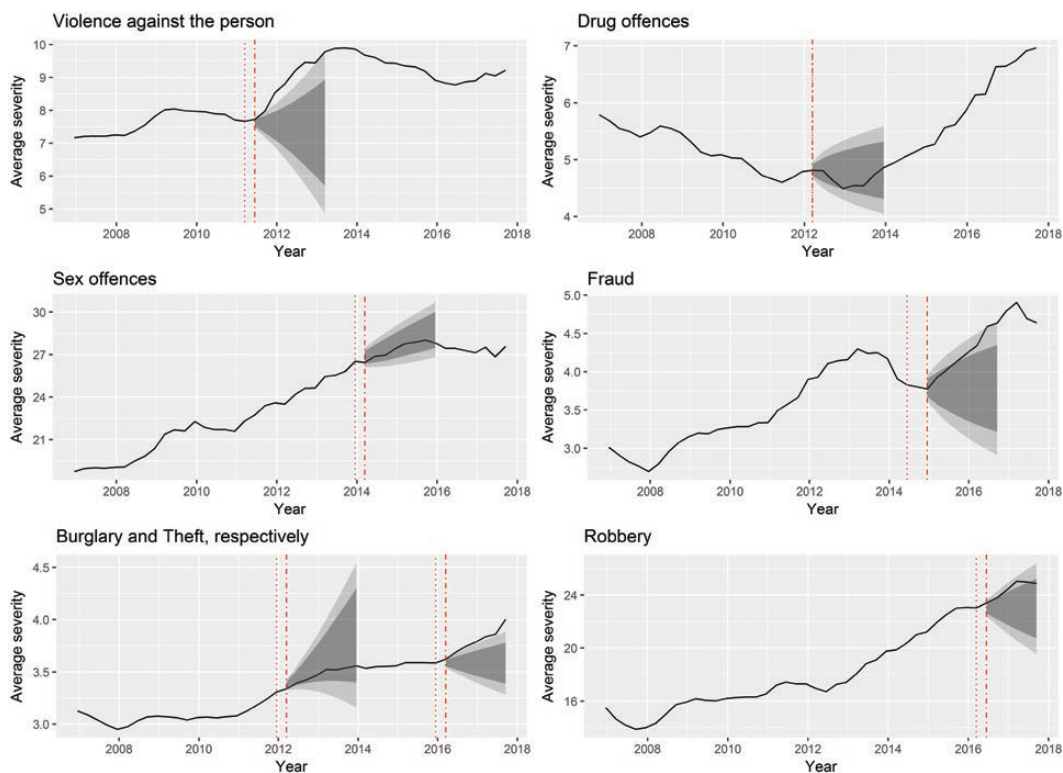 Violence against the person
Average severity
10
9
8
7
6
5
2008 2010 2012 2014 2016 2018
Year
Drug offences
Average severity
7
6
5
4
2008 2010 2012 2014 2016 2018
Year
Sex offences
Average severity
30
27
24
21
2008 2010 2012 2014 2016 2018
Year
Fraud
Average severity
5.0
4.5
4.0
3.5
3.0
2.5
2008 2010 2012 2014 2016 2018
Year
Burglary and Theft, respectively
Average severity
4.5
4.0
3.5
3.0
2008 2010 2012 2014 2016 2018
Year
Robbery
Average severity
24
20
16
2008 2010 2012 2014 2016 2018
Year